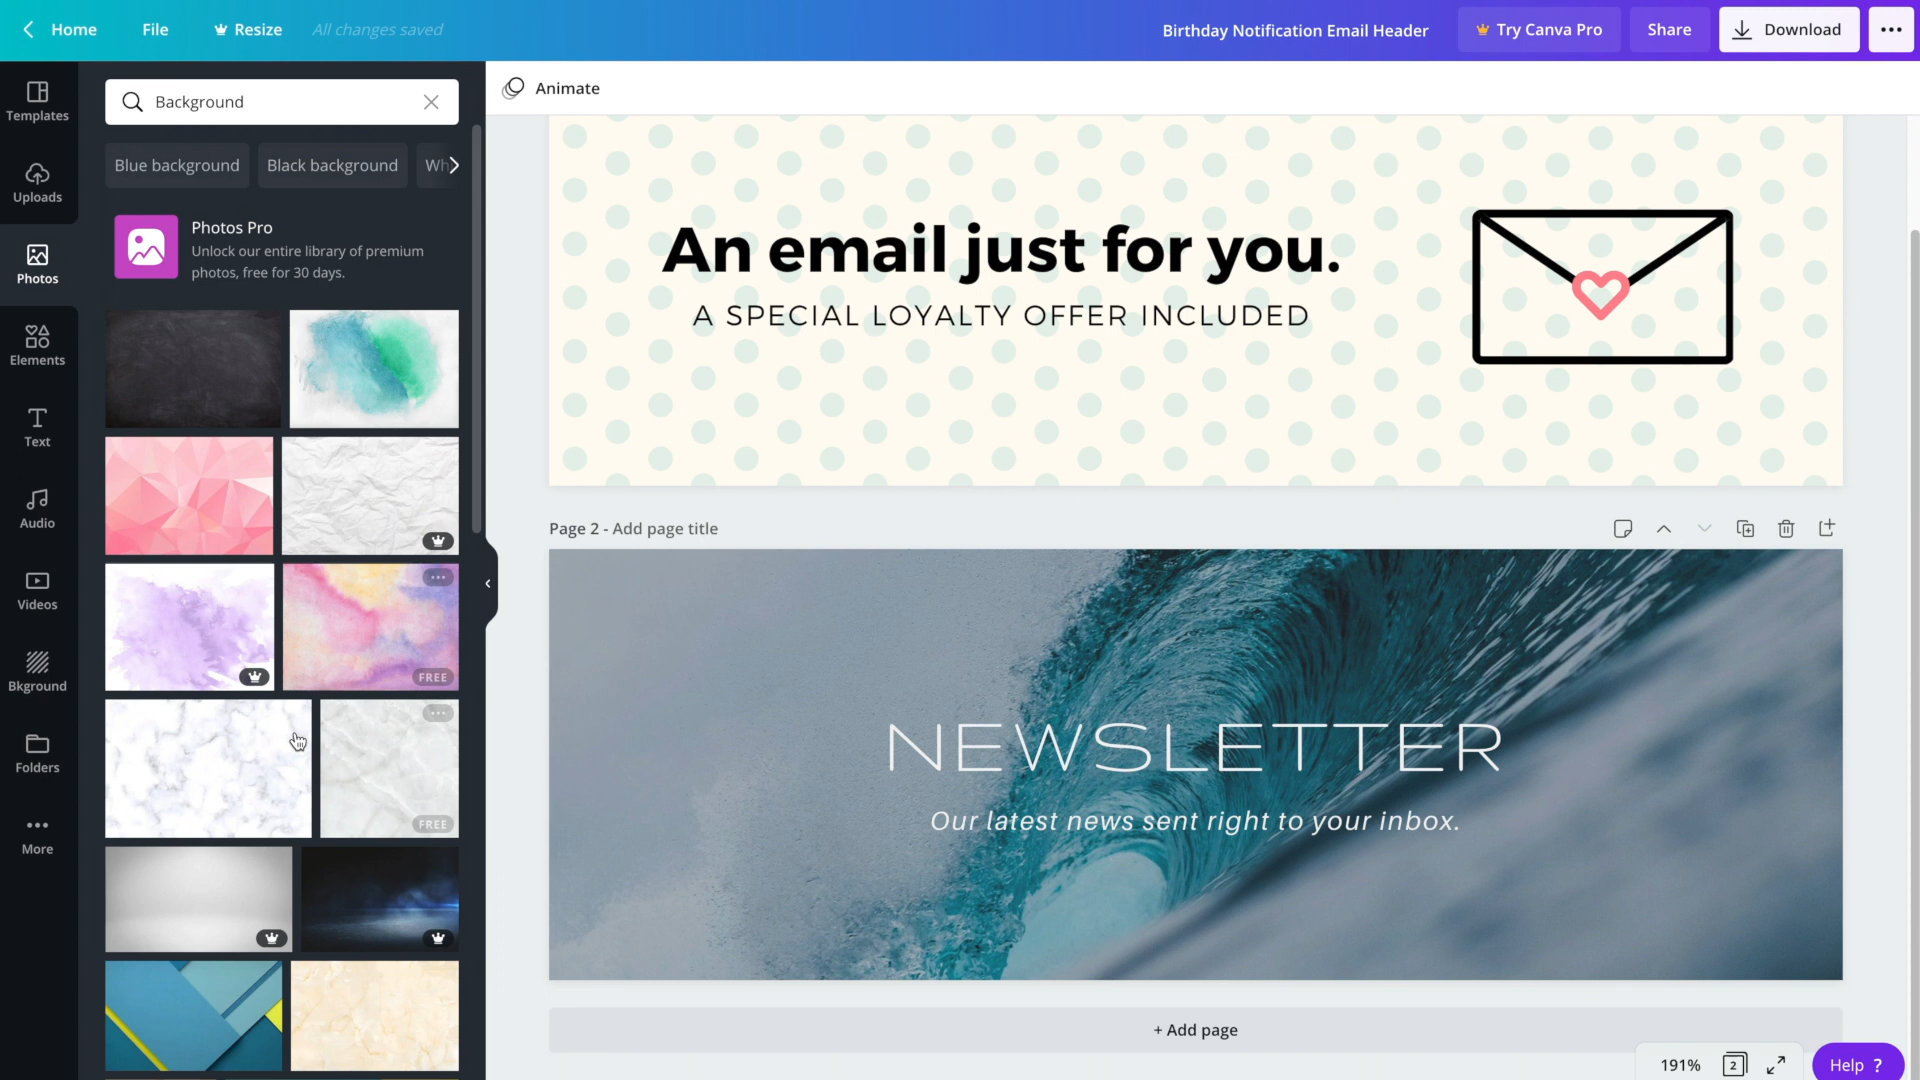 Home
File
Resize
All changes saved
Birthday Notification Email Header
Try Canva Pro
Share
Download
Templates
Uploads
Photos
Elements
Text
Audio
Videos
Bkground
Folders
More
Background
Blue background
Black background
Wh
Photos Pro
Unlock our entire library of premium
photos, free for 30 days.
FREE
FREE
Animate
An email just for you.
A SPECIAL LOYALTY OFFER INCLUDED
Page 2 - Add page title
NEWSLETTER
Our latest news sent right to your inbox.
+ Add page
191%
2
Help ?